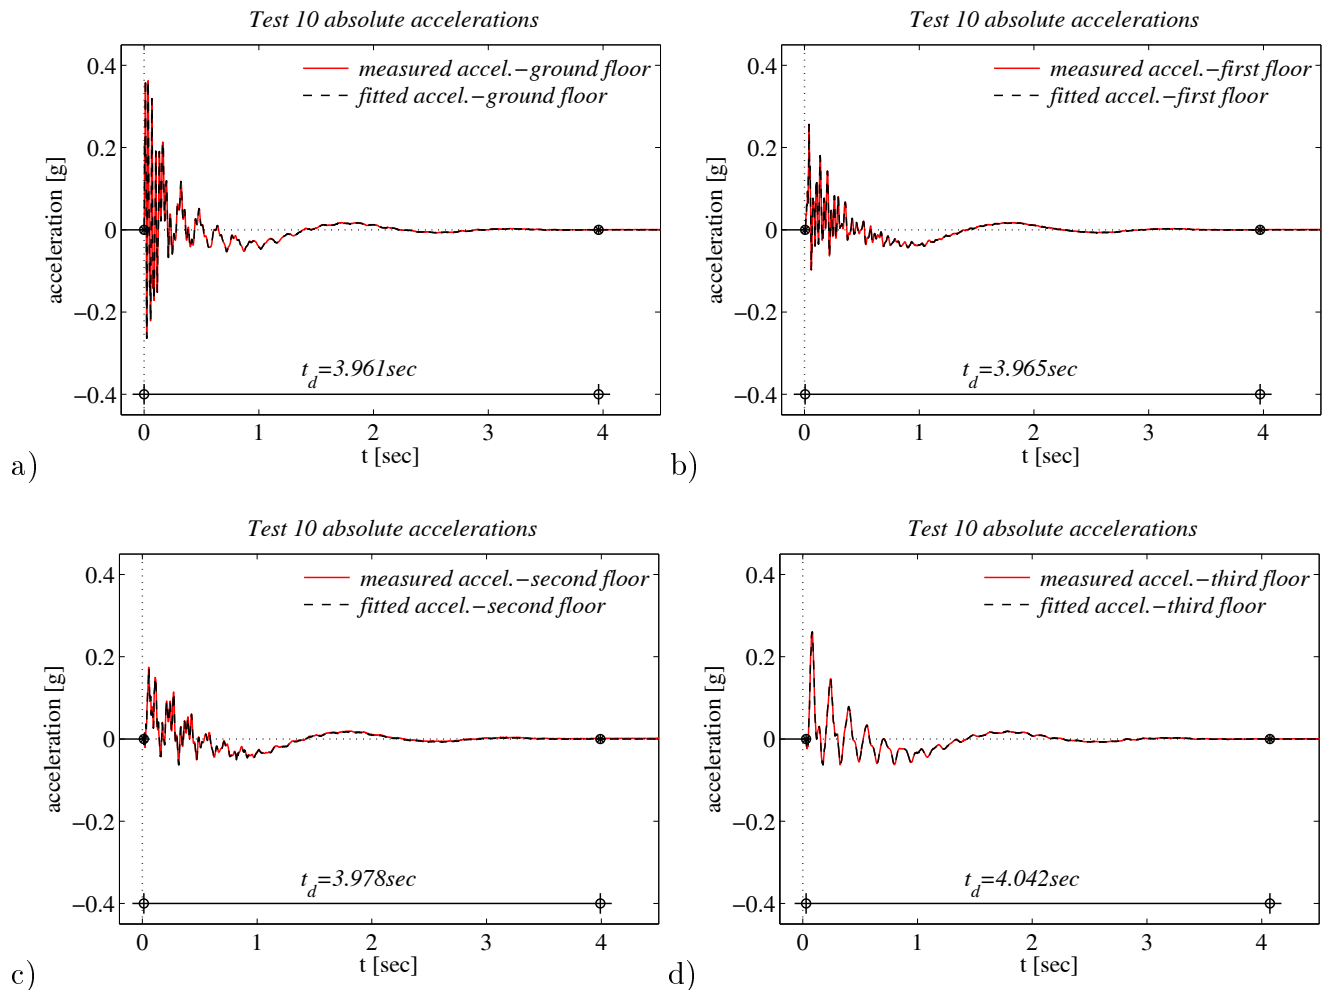 Test 10 absolute accelerations
measured accel.−ground floor
fitted accel.−ground floor
0.4
0.2
0
−0.2
−0.4
acceleration [g]
t_d=3.961sec
0 1 2 3 4
t [sec]
a)
Test 10 absolute accelerations
measured accel.−first floor
fitted accel.−first floor
0.4
0.2
0
−0.2
−0.4
acceleration [g]
t_d=3.965sec
0 1 2 3 4
t [sec]
b)
Test 10 absolute accelerations
measured accel.−second floor
fitted accel.−second floor
0.4
0.2
0
−0.2
−0.4
acceleration [g]
t_d=3.978sec
0 1 2 3 4
t [sec]
c)
Test 10 absolute accelerations
measured accel.−third floor
fitted accel.−third floor
0.4
0.2
0
−0.2
−0.4
acceleration [g]
t_d=4.042sec
0 1 2 3 4
t [sec]
d)